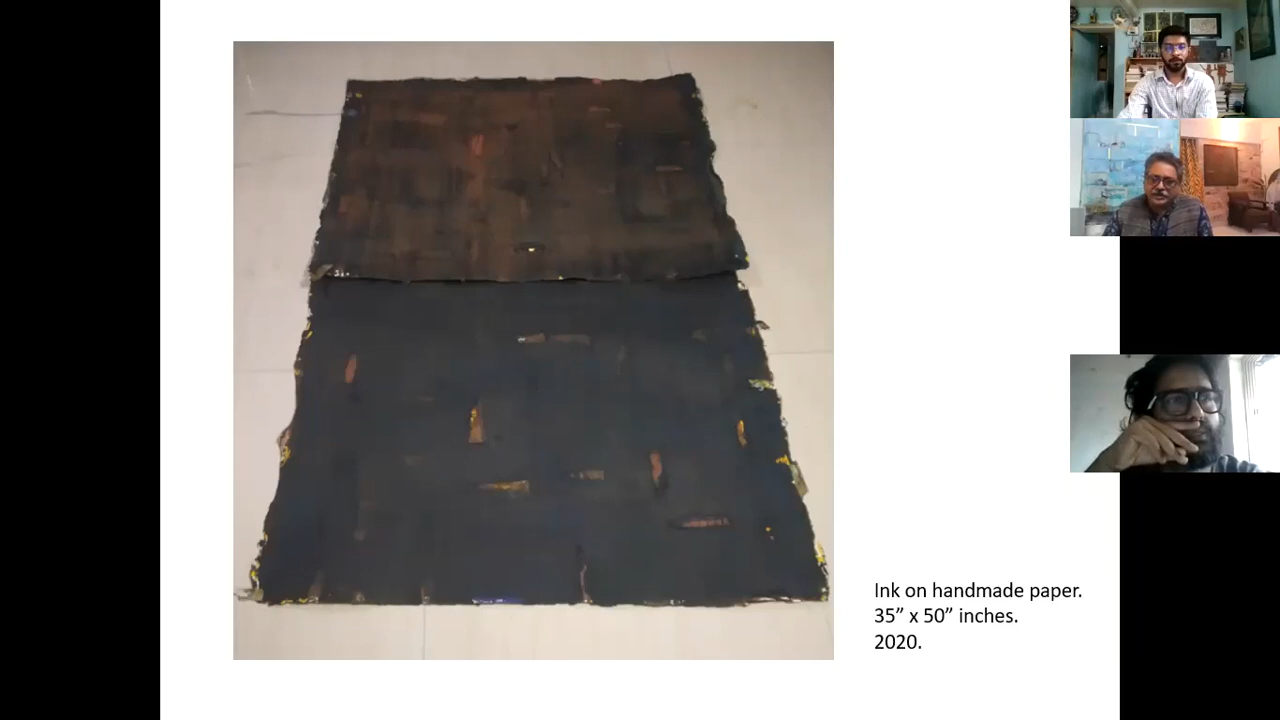 Ink on handmade paper.
35” x 50” inches.
2020.